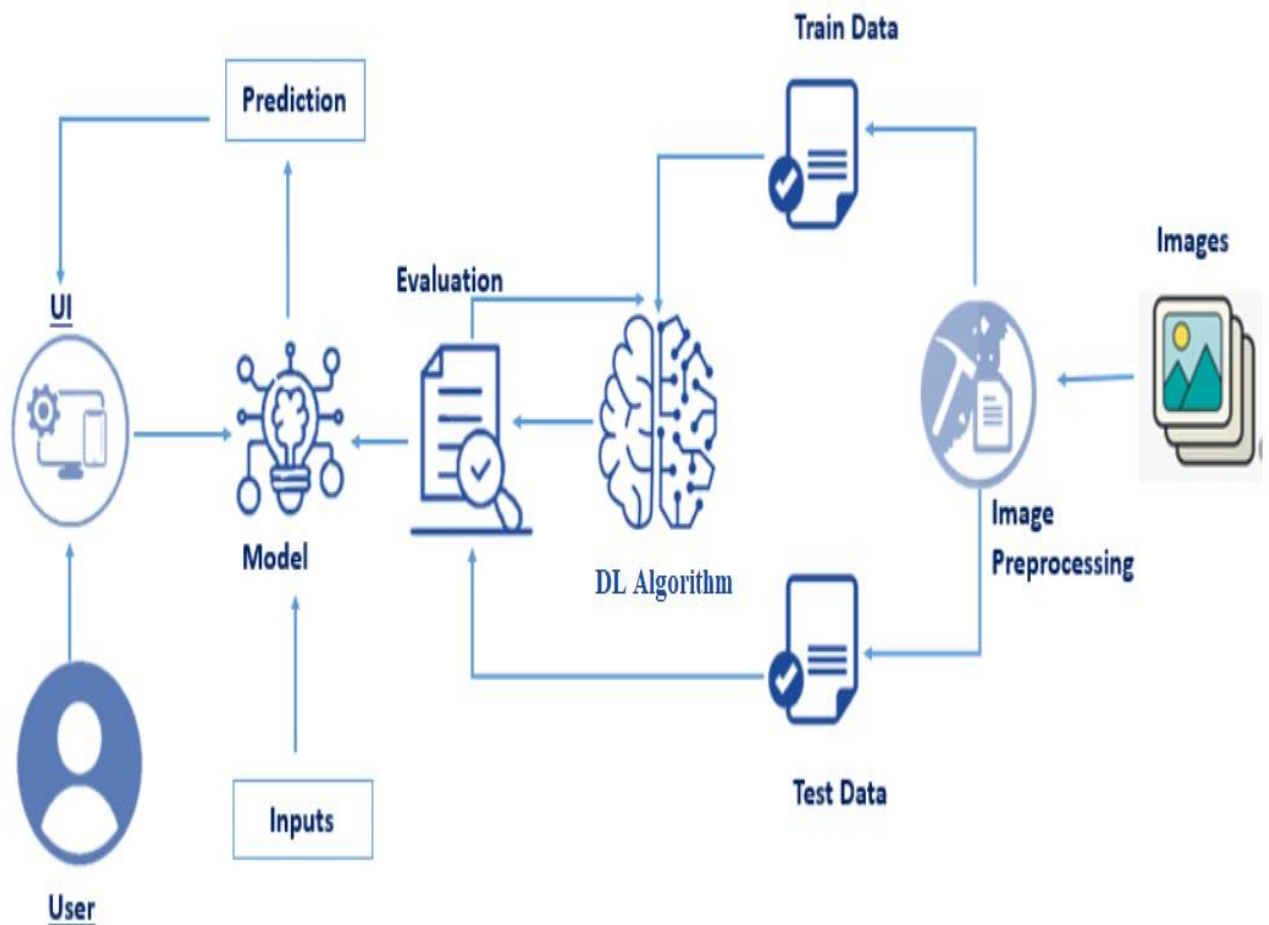 Train Data
Prediction
Images
Evaluation
UI
Image
Preprocessing
Model
DL Algorithm
Test Data
Inputs
User